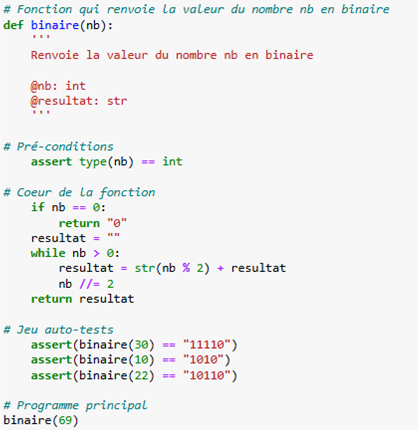 # Fonction qui renvoie la valeur du nombre nb en binaire
def binaire(nb):
    '''
    Renvoie la valeur du nombre nb en binaire

    @nb: int
    @resultat: str
    '''

# Pré-conditions
    assert type(nb) == int

# Coeur de la fonction
    if nb == 0:
        return "0"
    resultat = ""
    while nb > 0:
        resultat = str(nb % 2) + resultat
        nb //= 2
    return resultat

# Jeu auto-tests
    assert(binaire(30) == "11110")
    assert(binaire(10) == "1010")
    assert(binaire(22) == "10110")

# Programme principal
binaire(69)